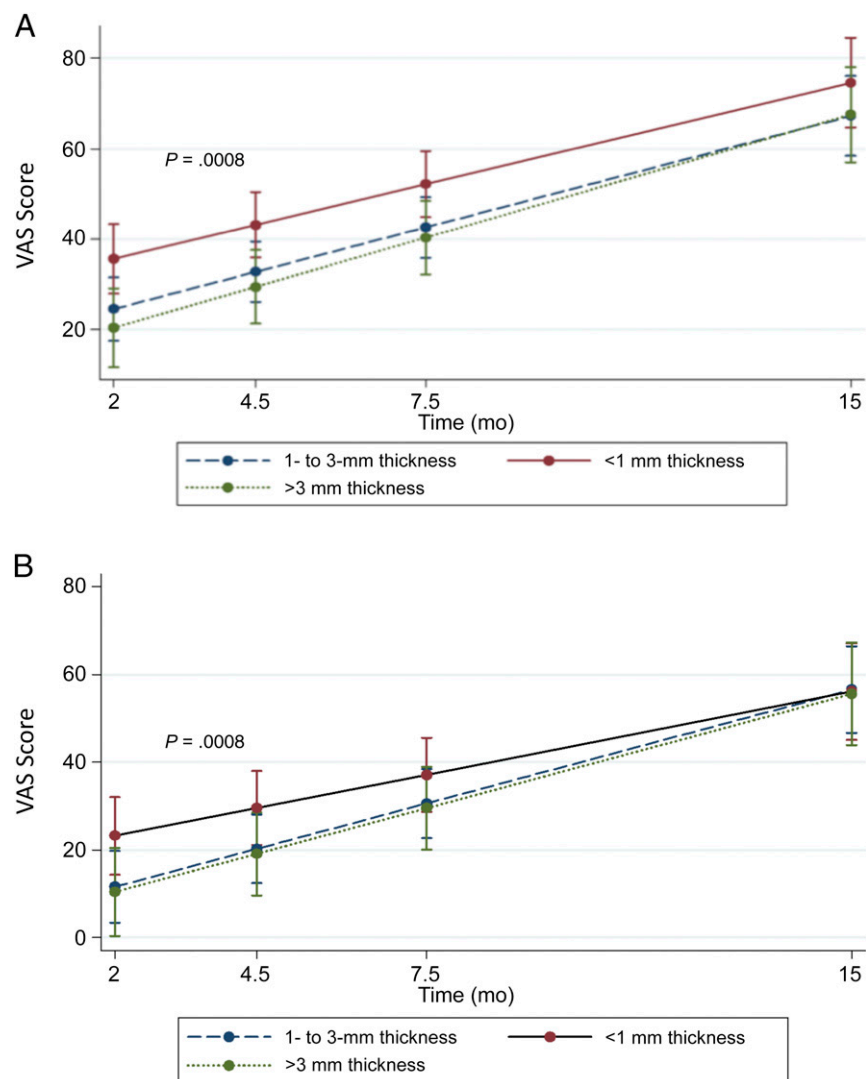 A
VAS Score
80
60
40
20
P = .0008
2
4.5
7.5
15
Time (mo)
1- to 3-mm thickness
<1 mm thickness
>3 mm thickness
B
VAS Score
80
60
40
20
0
P = .0008
2
4.5
7.5
15
Time (mo)
1- to 3-mm thickness
<1 mm thickness
>3 mm thickness